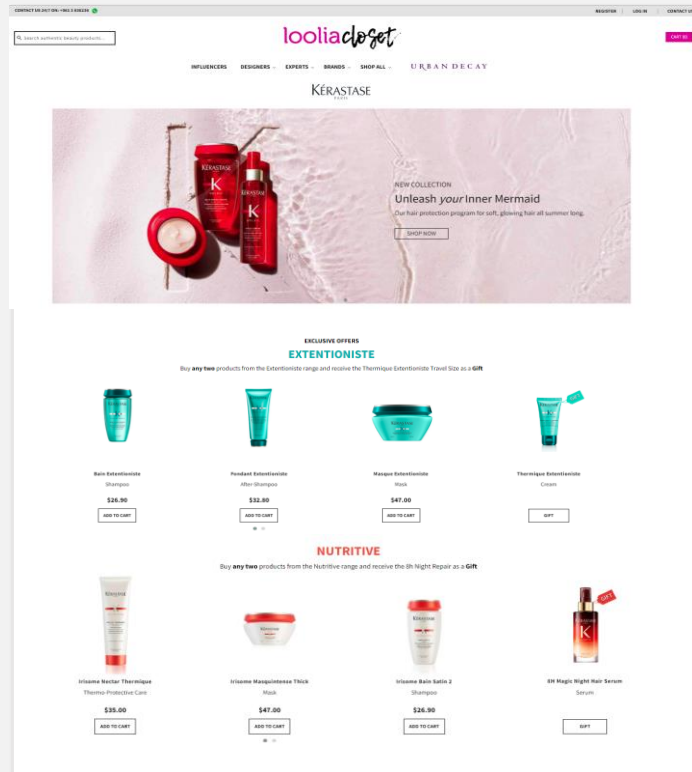 REGISTER LOG IN CONTACT US
Search authentic beauty products...
looliacloset
CART $0
INFLUENCERS DESIGNERS EXPERTS BRANDS SHOP ALL URBAN DECAY
KÉRASTASE
PARIS
KÉRASTASE
K
K
NEW COLLECTION
Unleash your Inner Mermaid
Our hair protection program for soft, glowing hair all summer long.
SHOP NOW
EXCLUSIVE OFFERS
EXTENTIONISTE
Buy any two products from the Extentioniste range and receive the Thermique Extentioniste Travel Size as a Gift
Bain Extentioniste Fondant Extentioniste Masque Extentioniste Thermique Extentioniste
Shampoo After-Shampoo Mask Cream
$26.90 $32.80 $47.00
ADD TO CART ADD TO CART ADD TO CART GIFT
NUTRITIVE
Buy any two products from the Nutritive range and receive the 8h Night Repair as a Gift
GIFT
K
Irisome Nectar Thermique Irisome Masquintense Thick Irisome Bain Satin 2 8H Magic Night Hair Serum
Thermo-Protective Care Mask Shampoo Serum
$35.00 $47.00 $26.90
ADD TO CART ADD TO CART ADD TO CART GIFT